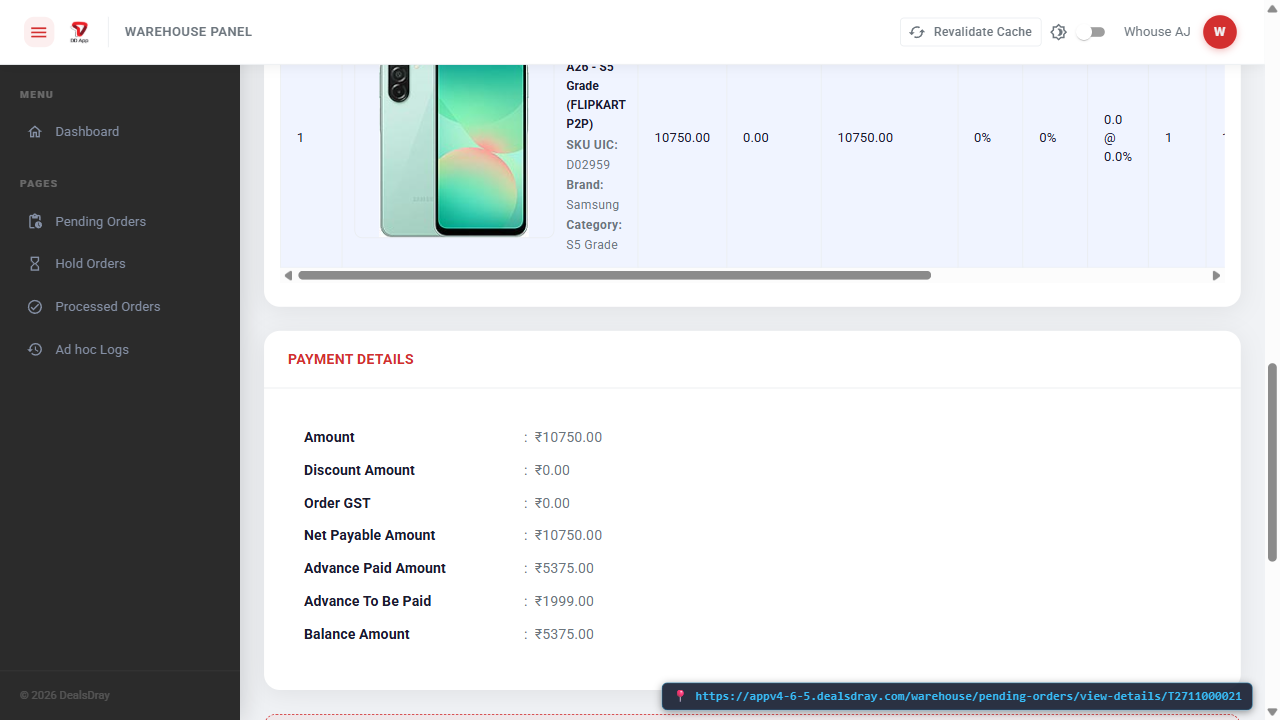 DD App
WAREHOUSE PANEL
Revalidate Cache
Whouse AJ
W
MENU
Dashboard
PAGES
Pending Orders
Hold Orders
Processed Orders
Ad hoc Logs
© 2026 DealsDray
1
SAMSUNG
A26 - S5
Grade
(FLIPKART
P2P)
SKU UIC:
D02959
Brand:
Samsung
Category:
S5 Grade
10750.00
0.00
10750.00
0%
0%
0.0
@
0.0%
1
PAYMENT DETAILS
Amount : ₹10750.00
Discount Amount : ₹0.00
Order GST : ₹0.00
Net Payable Amount : ₹10750.00
Advance Paid Amount : ₹5375.00
Advance To Be Paid : ₹1999.00
Balance Amount : ₹5375.00
https://appv4-6-5.dealsdray.com/warehouse/pending-orders/view-details/T2711000021